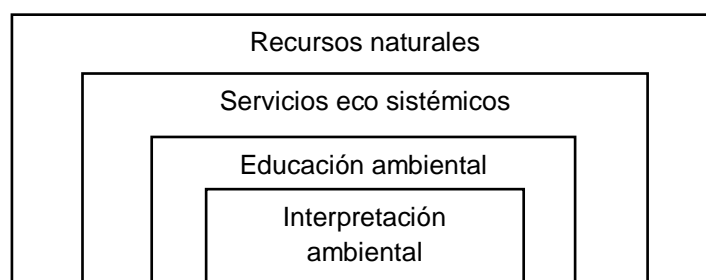 Recursos naturales
Servicios eco sistémicos
Educación ambiental
Interpretación
ambiental